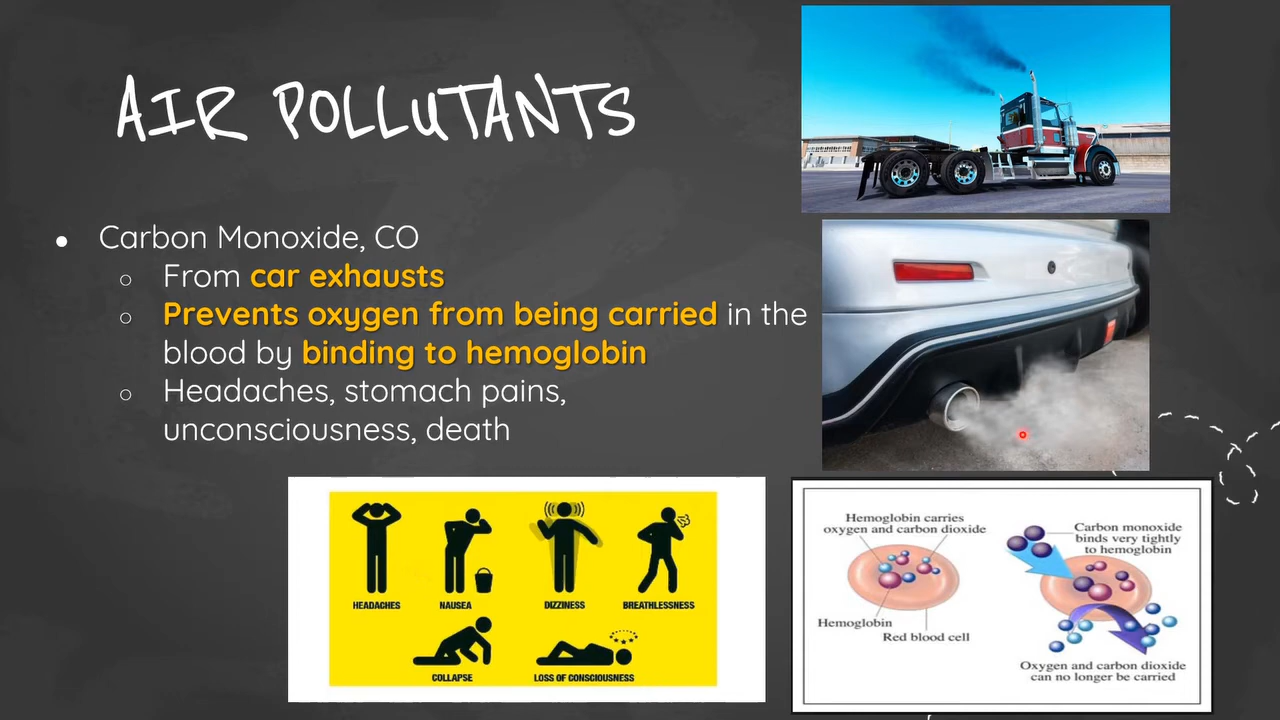 AIR POLLUTANTS
Carbon Monoxide, CO
From car exhausts
Prevents oxygen from being carried in the
blood by binding to hemoglobin
Headaches, stomach pains,
unconsciousness, death
HEADACHES
NAUSEA
DIZZINESS
BREATHLESSNESS
COLLAPSE
LOSS OF CONSCIOUSNESS
Hemoglobin carries
oxygen and carbon dioxide
Hemoglobin
Red blood cell
Carbon monoxide
binds very tightly
to hemoglobin
Oxygen and carbon dioxide
can no longer be carried